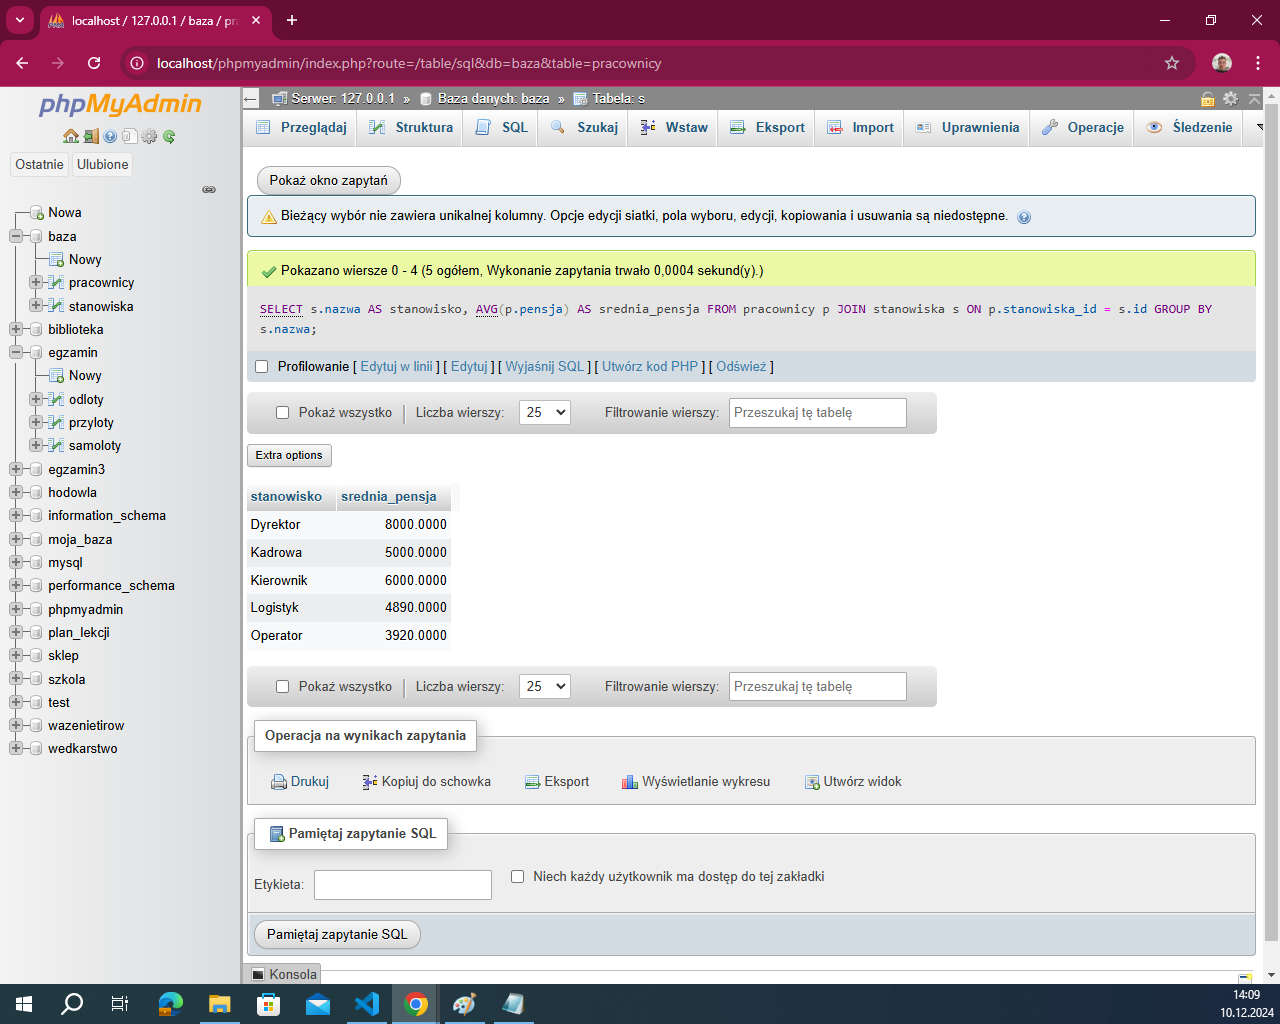 localhost / 127.0.0.1 / baza / pra
localhost/phpmyadmin/index.php?route=/table/sql&db=baza&table=pracownicy
phpMyAdmin
Ostatnie Ulubione
Nowa
baza
Nowy
pracownicy
stanowiska
biblioteka
egzamin
Nowy
odloty
przyloty
samoloty
egzamin3
hodowla
information_schema
moja_baza
mysql
performance_schema
phpmyadmin
plan_lekcji
sklep
szkola
test
wazenietirow
wedkarstwo
Serwer: 127.0.0.1 » Baza danych: baza » Tabela: s
Przeglądaj Struktura SQL Szukaj Wstaw Eksport Import Uprawnienia Operacje Śledzenie
Pokaż okno zapytań
Bieżący wybór nie zawiera unikalnej kolumny. Opcje edycji siatki, pola wyboru, edycji, kopiowania i usuwania są niedostępne.
Pokazano wiersze 0 - 4 (5 ogółem, Wykonanie zapytania trwało 0,0004 sekund(y).)
SELECT s.nazwa AS stanowisko, AVG(p.pensja) AS srednia_pensja FROM pracownicy p JOIN stanowiska s ON p.stanowiska_id = s.id GROUP BY
s.nazwa;
Profilowanie [ Edytuj w linii ] [ Edytuj ] [ Wyjaśnij SQL ] [ Utwórz kod PHP ] [ Odśwież ]
Pokaż wszystko Liczba wierszy: 25 Filtrowanie wierszy: Przeszukaj tę tabelę
Extra options
stanowisko srednia_pensja
Dyrektor 8000.0000
Kadrowa 5000.0000
Kierownik 6000.0000
Logistyk 4890.0000
Operator 3920.0000
Pokaż wszystko Liczba wierszy: 25 Filtrowanie wierszy: Przeszukaj tę tabelę
Operacja na wynikach zapytania
Drukuj Kopiuj do schowka Eksport Wyświetlanie wykresu Utwórz widok
Pamiętaj zapytanie SQL
Etykieta: Niech każdy użytkownik ma dostęp do tej zakładki
Pamiętaj zapytanie SQL
Konsola
14:09
10.12.2024